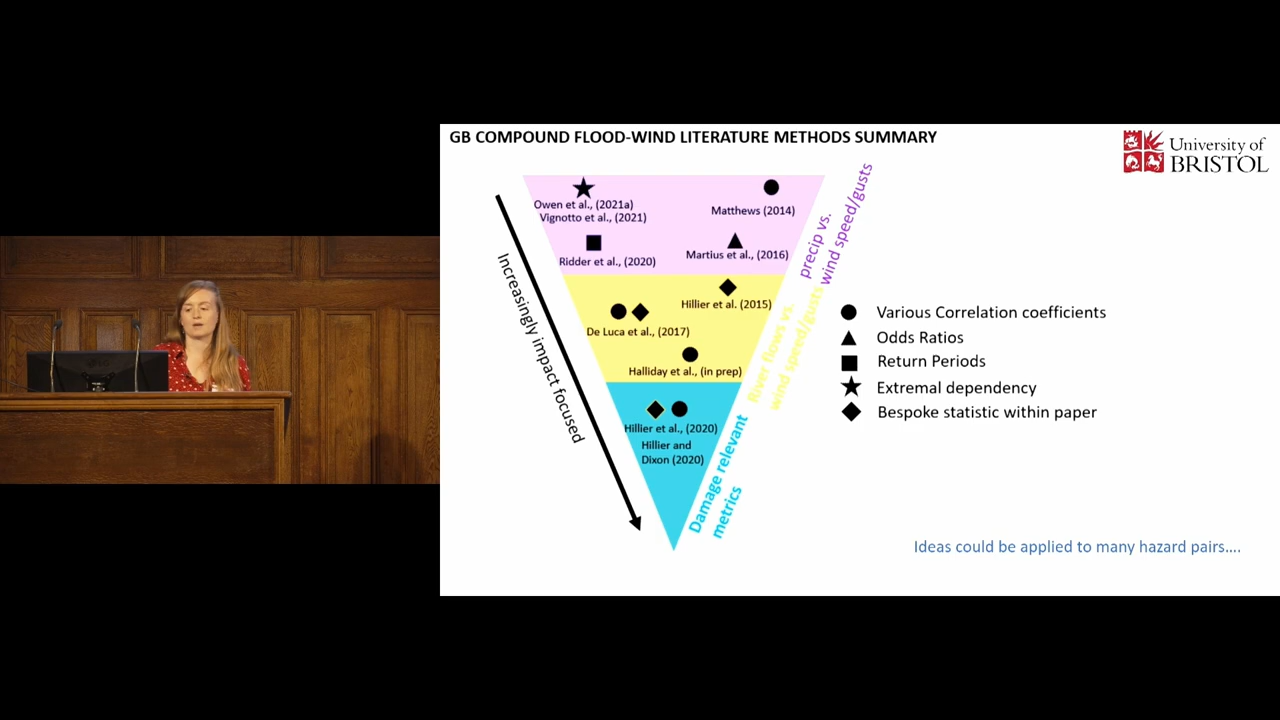 GB COMPOUND FLOOD-WIND LITERATURE METHODS SUMMARY
University of
BRISTOL
Owen et al., (2021a)
Vignotto et al., (2021)
Matthews (2014)
Ridder et al., (2020)
Martius et al., (2016)
precip vs.
wind speed/gusts
Increasingly impact focused
Hillier et al. (2015)
De Luca et al., (2017)
Halliday et al., (in prep)
River flows vs.
wind speed/gusts
Hillier et al., (2020)
Hillier and
Dixon (2020)
Damage relevant
metrics
Various Correlation coefficients
Odds Ratios
Return Periods
Extremal dependency
Bespoke statistic within paper
Ideas could be applied to many hazard pairs....